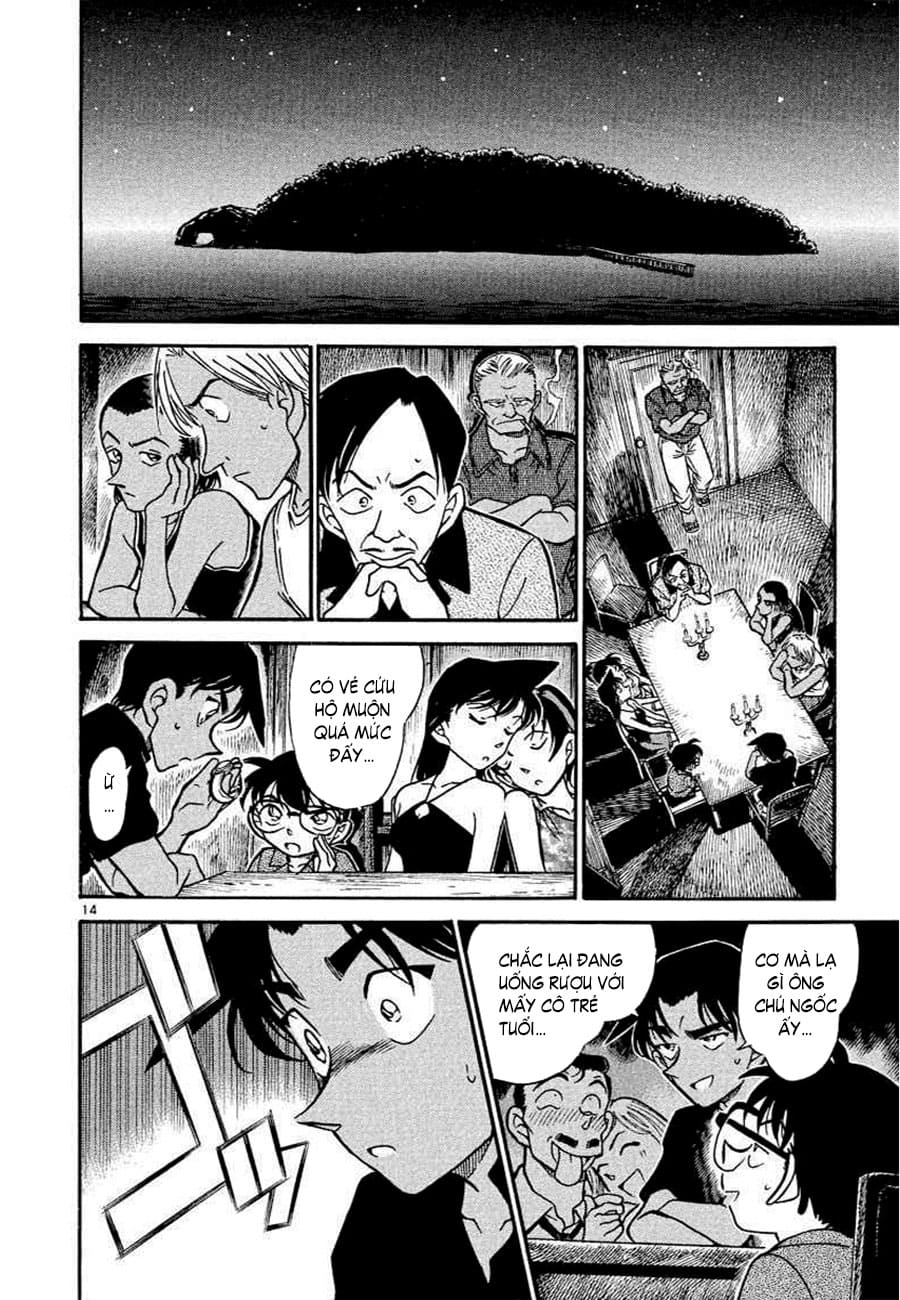 CÓ VẺ CỨU
HỘ MUỘN
QUÁ MỨC
ĐẤY...
Ừ...
14
CƠ MÀ LẠ
GÌ ÔNG
CHÚ NGỐC
ẤY...
CHẮC LẠI ĐANG
UỐNG RƯỢU VỚI
MẤY CÔ TRẺ
TUỔI...